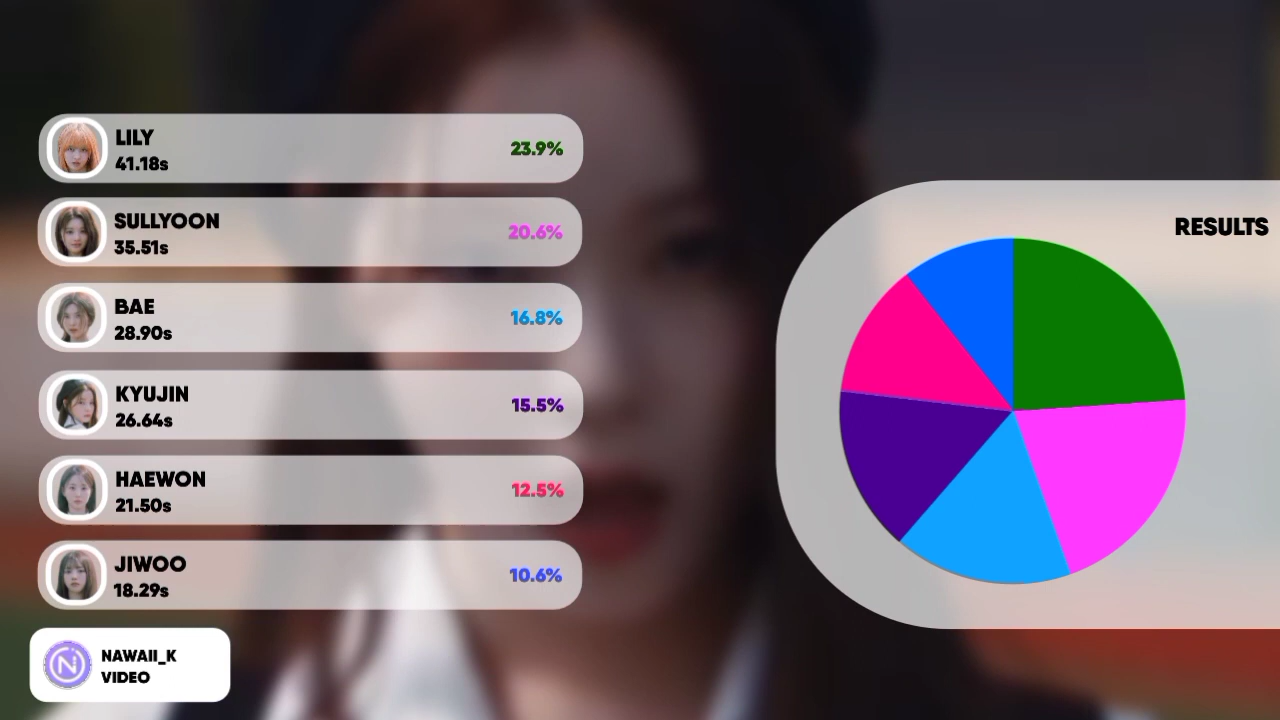 LILY
41.18s
23.9%
SULLYOON
35.51s
20.6%
BAE
28.90s
16.8%
KYUJIN
26.64s
15.5%
HAEWON
21.50s
12.5%
JIWOO
18.29s
10.6%
RESULTS
N
NAWAII_K
VIDEO